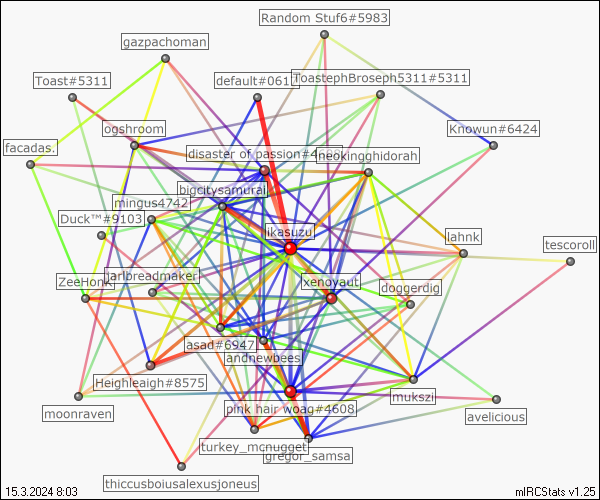 Random Stuf6#5983
gazpachoman
Toast#5311
default#061
ToastephBroseph5311#5311
ogshroom
Knowun#6424
facadas.
disaster of passion#4
neokingghidorah
bigcitysamurai
mingus4742
Duck™#9103
likasuzu
lahnk
tescoroll
ZeeHonk
jarlbreadmaker
xenoyaut
doggerdig
asad#6947
andnewbees
Heighleaigh#8575
mukszi
moonraven
pink hair woag#4608
avelicious
turkey_mcnugget
gregor_samsa
thiccusboiusalexusjoneus
15.3.2024 8:03
mIRCStats v1.25